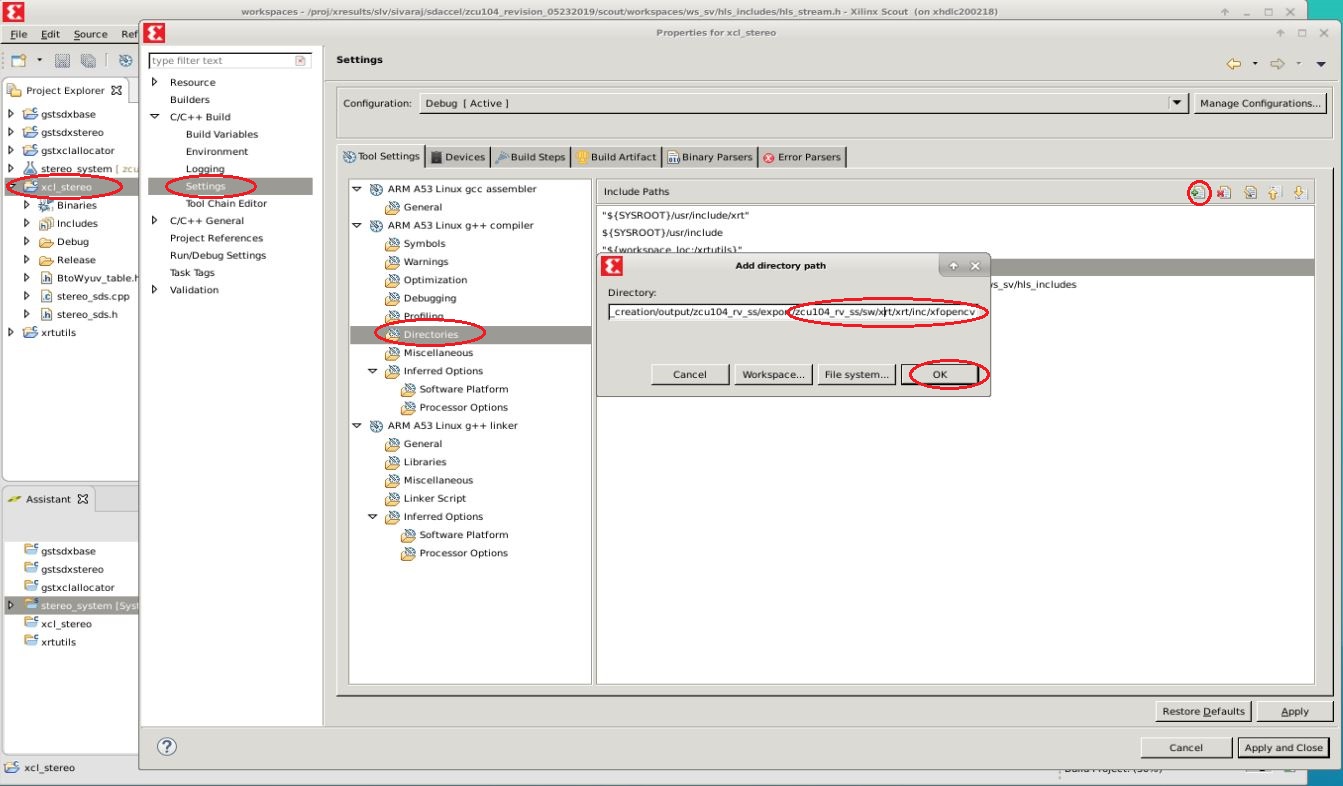 workspaces - /proj/xresults/slv/sivaraj/sdaccel/zcu104_revision_05232019/scout/workspaces/ws_sv/hls_includes/hls_stream.h - Xilinx Scout (on xhdlc200218)
File Edit Source Ref
Properties for xcl_stereo
type filter text
Settings
Resource
Builders
C/C++ Build
Build Variables
Environment
Logging
Settings
Tool Chain Editor
C/C++ General
Project References
Run/Debug Settings
Task Tags
Validation
Project Explorer
gstsdxbase
gstsdxstereo
gstxclallocator
stereo_system [ zcu
xcl_stereo
Binaries
Includes
Debug
Release
BtoWyuv_table.h
stereo_sds.cpp
stereo_sds.h
xrtutils
Configuration: Debug [ Active ] Manage Configurations...
Tool Settings Devices Build Steps Build Artifact Binary Parsers Error Parsers
ARM A53 Linux gcc assembler
General
ARM A53 Linux g++ compiler
Symbols
Warnings
Optimization
Debugging
Profiling
Directories
Miscellaneous
Inferred Options
Software Platform
Processor Options
ARM A53 Linux g++ linker
General
Libraries
Miscellaneous
Linker Script
Inferred Options
Software Platform
Processor Options
Include Paths
"${SYSROOT}/usr/include/xrt"
${SYSROOT}/usr/include
"${workspace_loc:/xrtutils}"
ws_sv/hls_includes
Add directory path
Directory:
_creation/output/zcu104_rv_ss/export/zcu104_rv_ss/sw/xrt/xrt/inc/xfopencv
Cancel Workspace... File system... OK
Assistant
gstsdxbase
gstsdxstereo
gstxclallocator
stereo_system [Syst
xcl_stereo
xrtutils
Restore Defaults Apply
Cancel Apply and Close
xcl_stereo